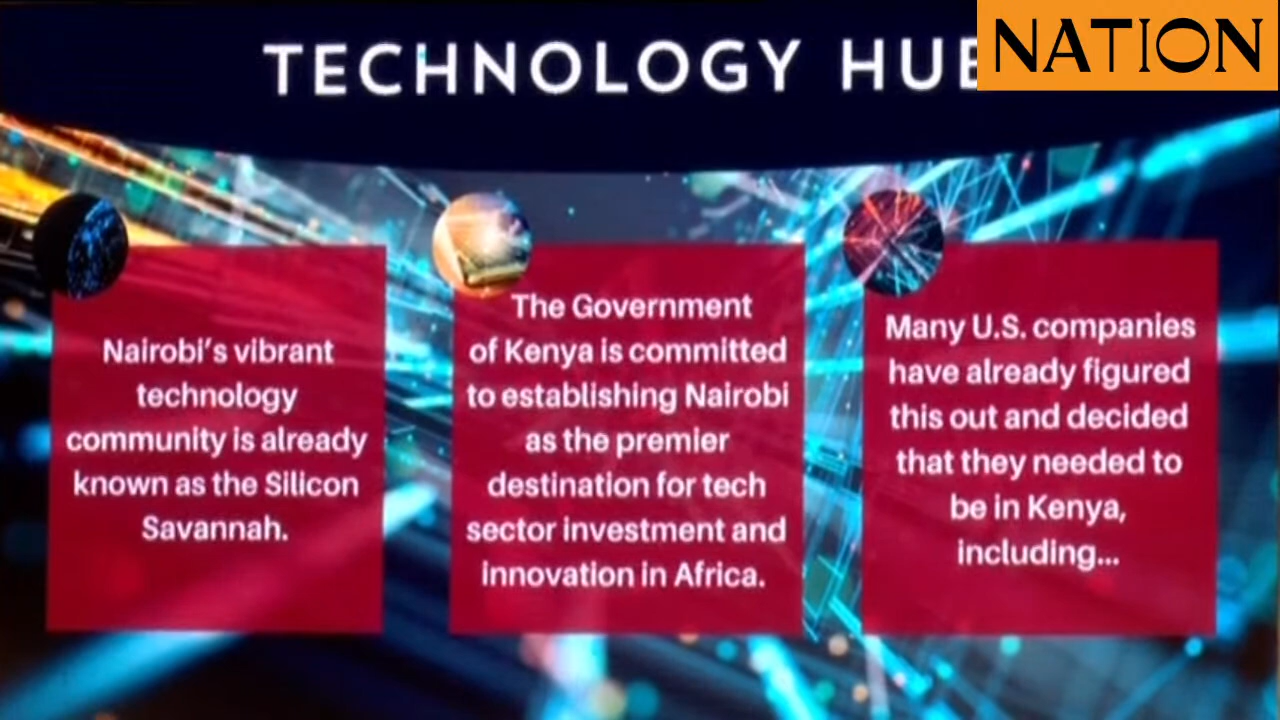 TECHNOLOGY HUB
NATION
Nairobi's vibrant
technology
community is already
known as the Silicon
Savannah.
The Government
of Kenya is committed
to establishing Nairobi
as the premier
destination for tech
sector investment and
innovation in Africa.
Many U.S. companies
have already figured
this out and decided
that they needed to
be in Kenya,
including...